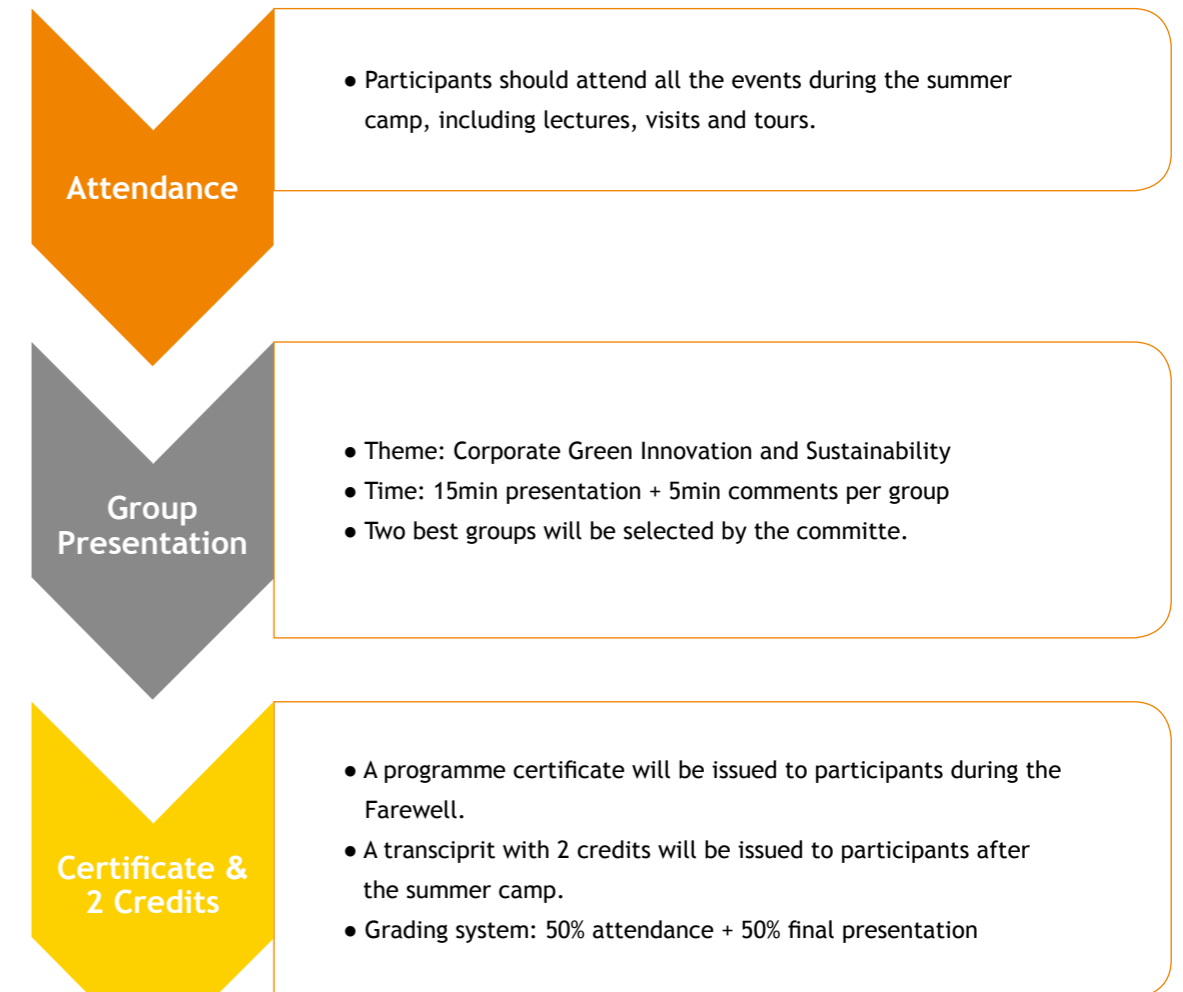 Attendance
● Participants should attend all the events during the summer
camp, including lectures, visits and tours.
Group
Presentation
● Theme: Corporate Green Innovation and Sustainability
● Time: 15min presentation + 5min comments per group
● Two best groups will be selected by the committe.
Certificate &
2 Credits
● A programme certificate will be issued to participants during the
Farewell.
● A transciprit with 2 credits will be issued to participants after
the summer camp.
● Grading system: 50% attendance + 50% final presentation